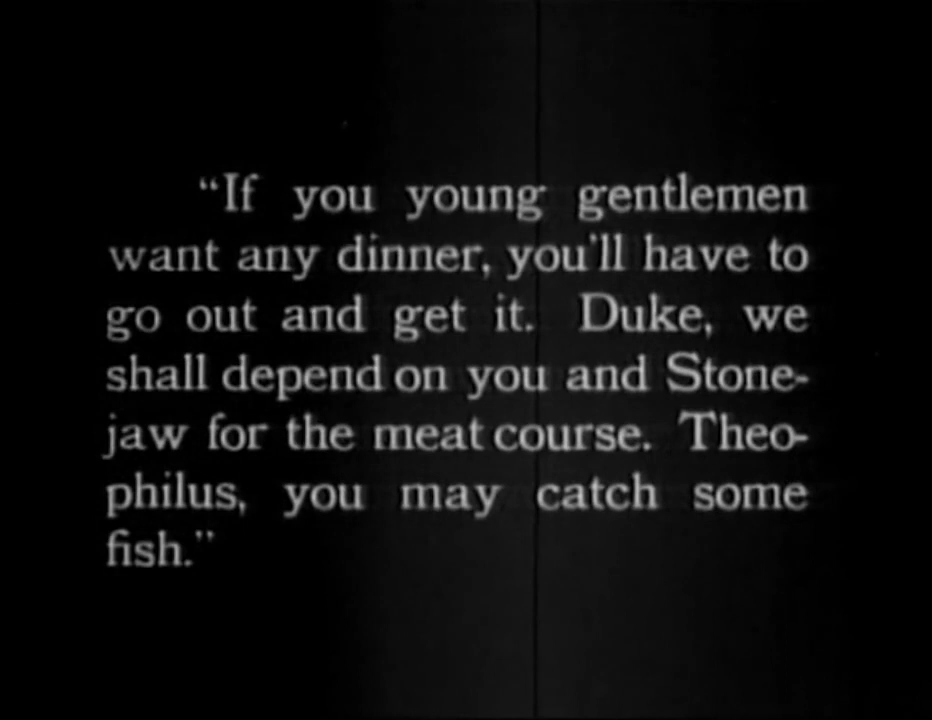 “If you young gentlemen
want any dinner, you'll have to
go out and get it. Duke, we
shall depend on you and Stone-
jaw for the meat course. Theo-
philus, you may catch some
fish.”